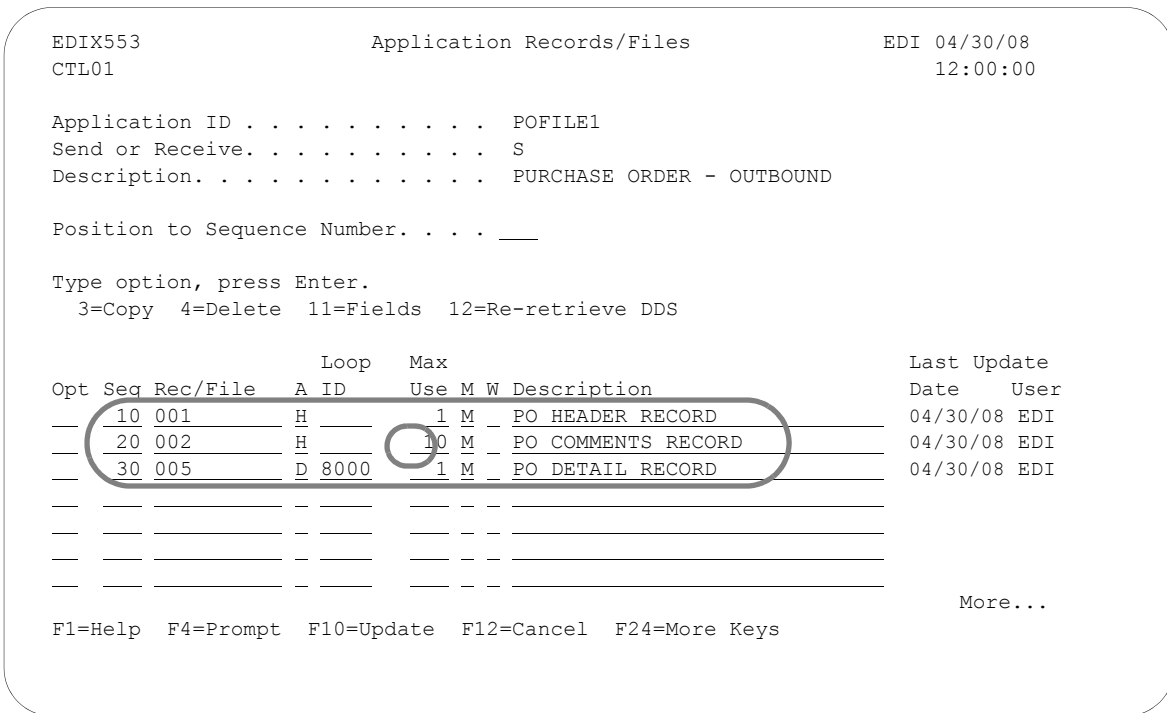 EDIX553 Application Records/Files EDI 04/30/08
CTL01 12:00:00
Application ID . . . . . . . . . . POFILE1
Send or Receive. . . . . . . . . . S
Description. . . . . . . . . . . . PURCHASE ORDER - OUTBOUND
Position to Sequence Number. . . . ___
Type option, press Enter.
3=Copy 4=Delete 11=Fields 12=Re-retrieve DDS
Loop Max Last Update
Opt Seq Rec/File A ID Use M W Description Date User
10 001 H 1 M PO HEADER RECORD 04/30/08 EDI
20 002 H 10 M PO COMMENTS RECORD 04/30/08 EDI
30 005 D 8000 1 M PO DETAIL RECORD 04/30/08 EDI
More...
F1=Help F4=Prompt F10=Update F12=Cancel F24=More Keys